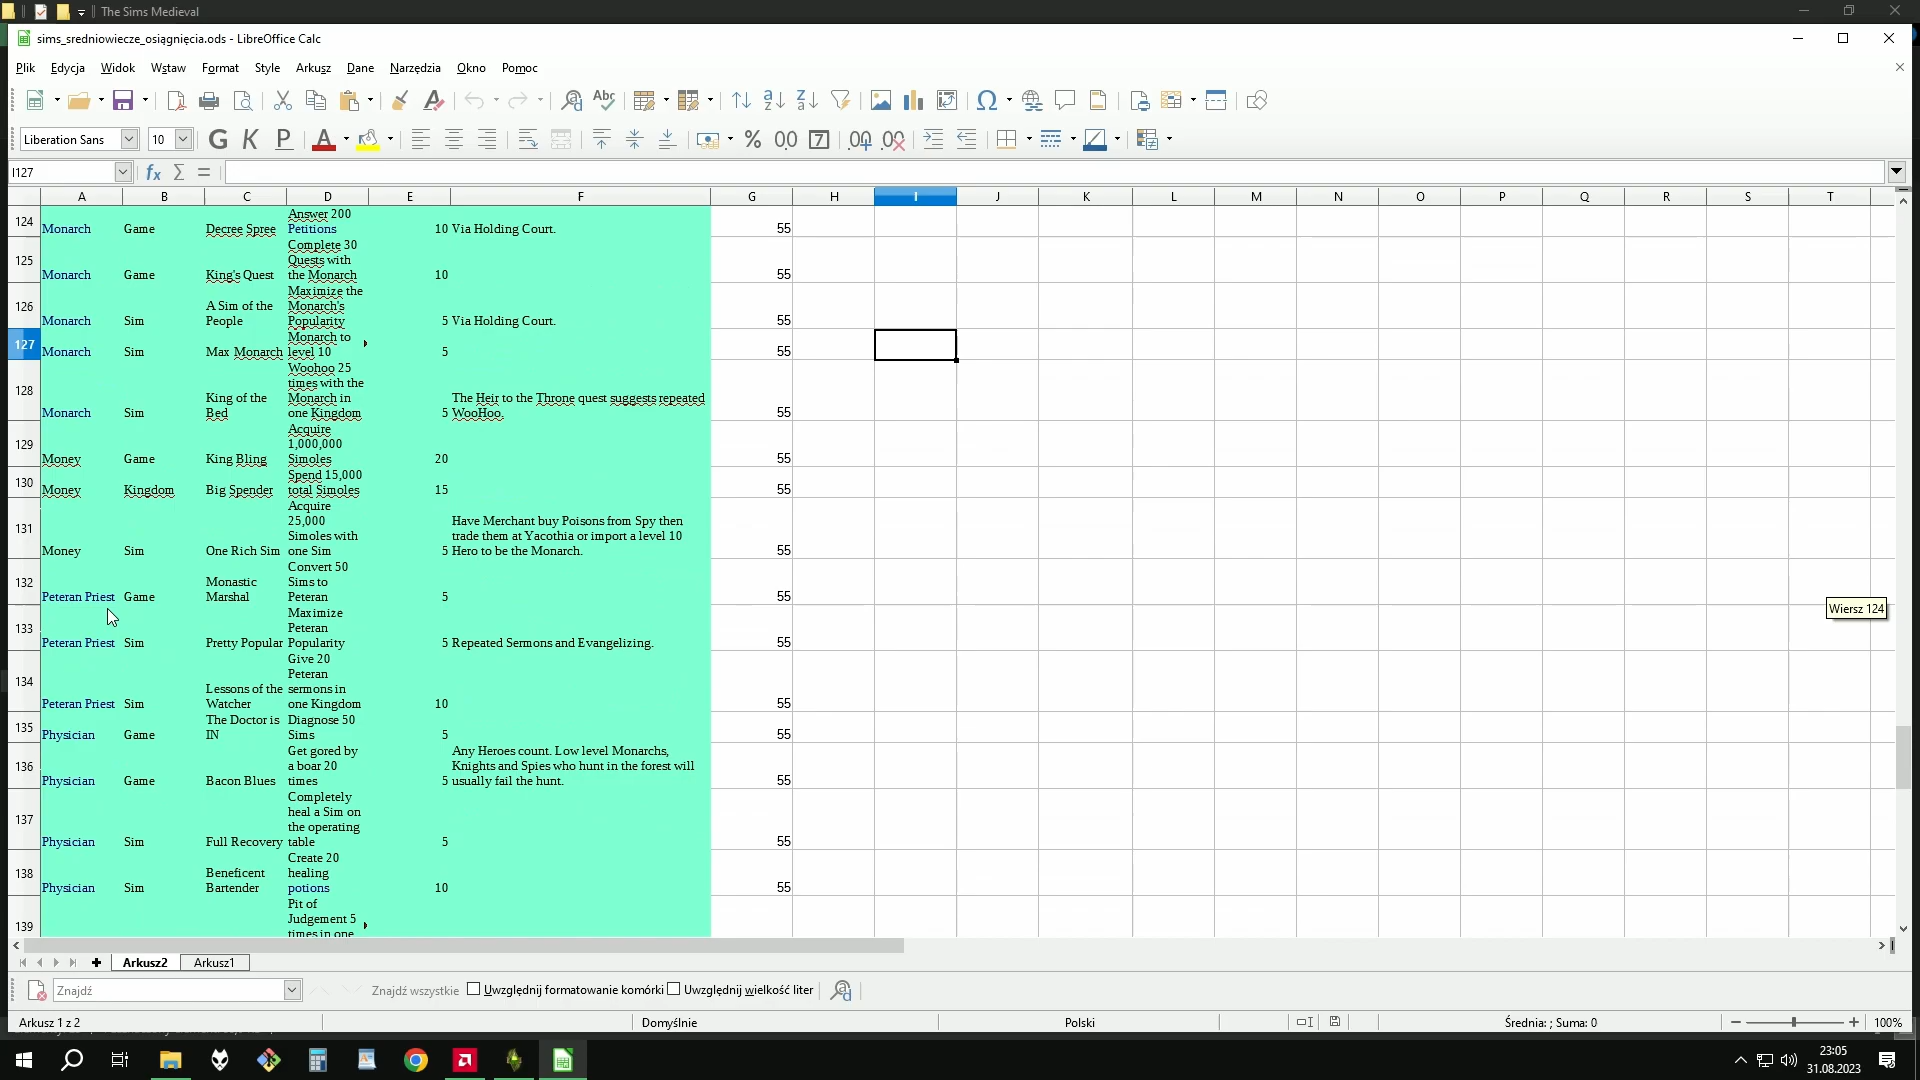 The Sims Medieval
sims_sredniowiecze_osiągnięcia.ods - LibreOffice Calc
Plik Edycja Widok Wstaw Format Style Arkusz Dane Narzędzia Okno Pomoc
Liberation Sans 10 G K P
I127
A B C D E F G H I J K L M N O P Q R S T
124 Monarch Game Decree Spree Answer 200 Petitions 10 Via Holding Court. 55
125 Monarch Game King's Quest Complete 30 Quests with the Monarch 10 55
126 Monarch Sim A Sim of the People Maximize the Monarch's Popularity 5 Via Holding Court. 55
127 Monarch Sim Max Monarch Monarch to level 10 5 55
128 Monarch Sim King of the Bed Woohoo 25 times with the Monarch in one Kingdom 5 The Heir to the Throne quest suggests repeated WooHoo. 55
129 Money Game King Bling Acquire 1,000,000 Simoles 20 55
130 Money Kingdom Big Spender Spend 15,000 total Simoles 15 55
131 Money Sim One Rich Sim Acquire 25,000 Simoles with one Sim 5 Have Merchant buy Poisons from Spy then trade them at Yacothia or import a level 10 Hero to be the Monarch. 55
132 Peteran Priest Game Monastic Marshal Convert 50 Sims to Peteran 5 55
133 Peteran Priest Sim Pretty Popular Maximize Peteran Popularity 5 Repeated Sermons and Evangelizing. 55
134 Peteran Priest Sim Lessons of the Watcher Give 20 Peteran sermons in one Kingdom 10 55
135 Physician Game The Doctor is IN Diagnose 50 Sims 5 55
136 Physician Game Bacon Blues Get gored by a boar 20 times 5 Any Heroes count. Low level Monarchs, Knights and Spies who hunt in the forest will usually fail the hunt. 55
137 Physician Sim Full Recovery Completely heal a Sim on the operating table 5 55
138 Physician Sim Beneficent Bartender Create 20 healing potions 10 55
139 Pit of Judgement 5 times in one
Wiersz 124
Arkusz2 Arkusz1
Znajdź Znajdź wszystkie Uwzględnij formatowanie komórki Uwzględnij wielkość liter
Arkusz 1 z 2 Domyślnie Polski Średnia: ; Suma: 0 100%
23:05
31.08.2023